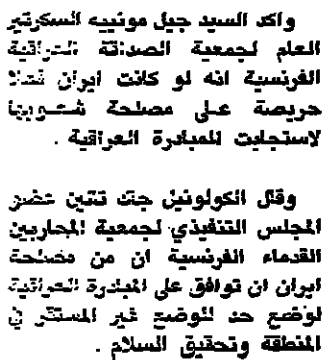 واكد السيد جيل مونييه السكرتير
العام لجمعية الصداقة العراقية
الفرنسية انه لو كانت ايران فعلا
حريصة على مصلحة شعوبها
لاستجابت للمبادرة العراقية .
وقال الكولونيل جان تنين عضو
المجلس التنفيذي لجمعية المحاربين
القدماء الفرنسية ان من مصلحة
ايران ان توافق على المبادرة العراقية
لوضع حد للوضع غير المستقر في
المنطقة وتحقيق السلام .